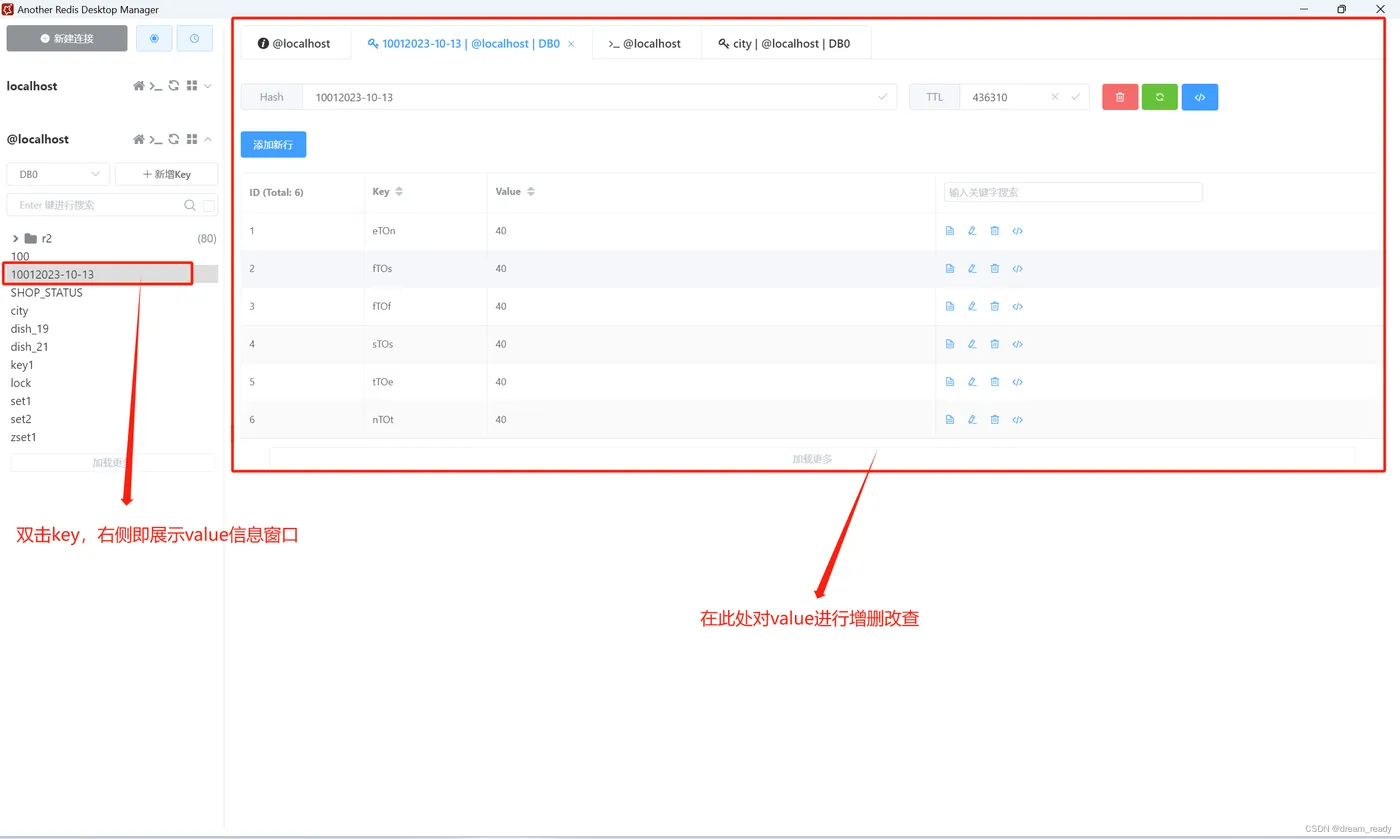 Another Redis Desktop Manager
新建连接
localhost
@localhost
DB0
新增Key
Enter 键进行搜索
r2 (80)
100
10012023-10-13
SHOP_STATUS
city
dish_19
dish_21
key1
lock
set1
set2
zset1
加载更多
双击key，右侧即展示value信息窗口
@localhost
10012023-10-13 | @localhost | DB0
>_ @localhost
city | @localhost | DB0
Hash 10012023-10-13 TTL 436310
添加新行
ID (Total: 6) Key Value 输入关键字搜索
1 eTOn 40
2 fTOs 40
3 fTOf 40
4 sTOs 40
5 tTOe 40
6 nTOt 40
加载更多
在此处对value进行增删改查
CSDN @dream_ready